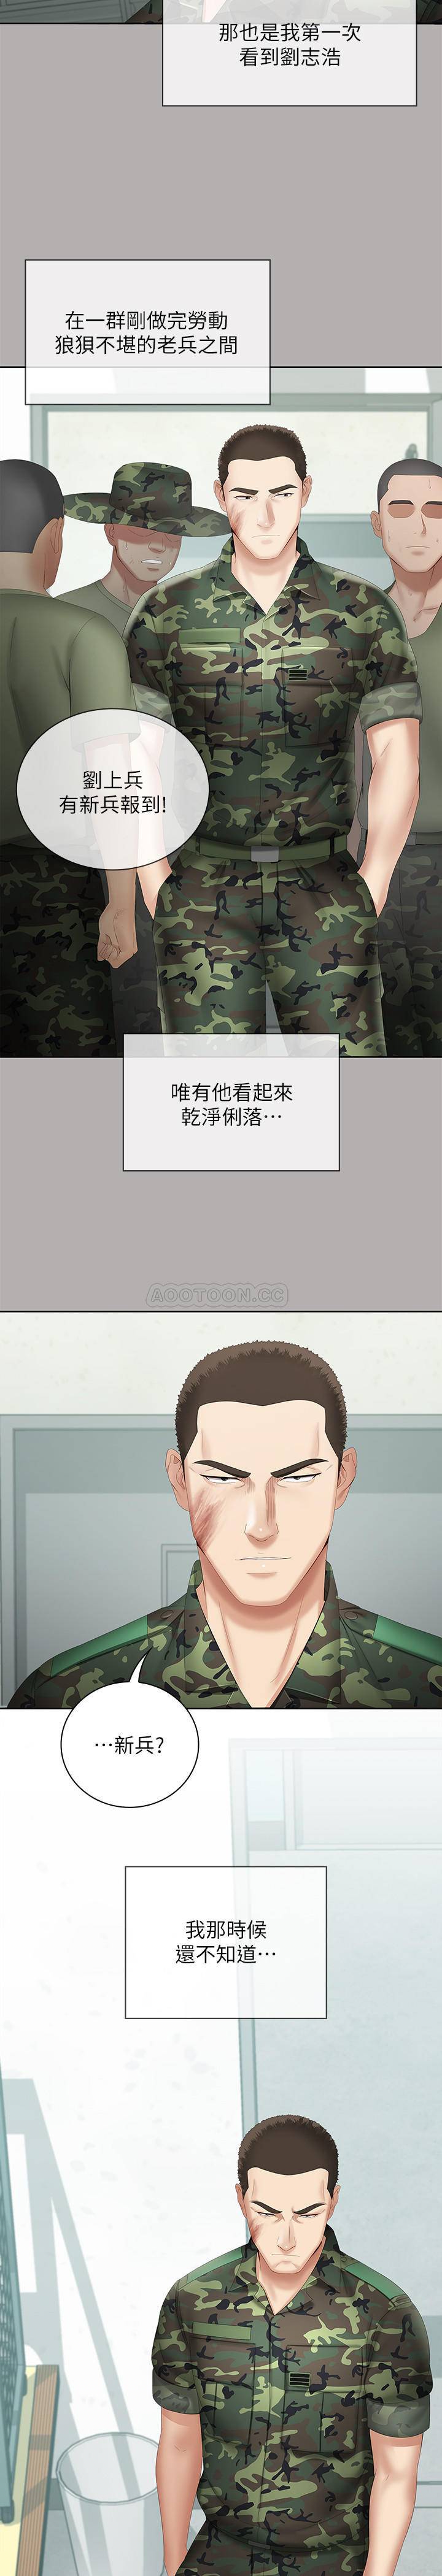 那也是我第一次
看到劉志浩
在一群剛做完勞動
狼狽不堪的老兵之間
劉上兵
有新兵報到!
唯有他看起來
乾淨俐落…
AOOTOON.CC
…新兵?
我那時候
還不知道…